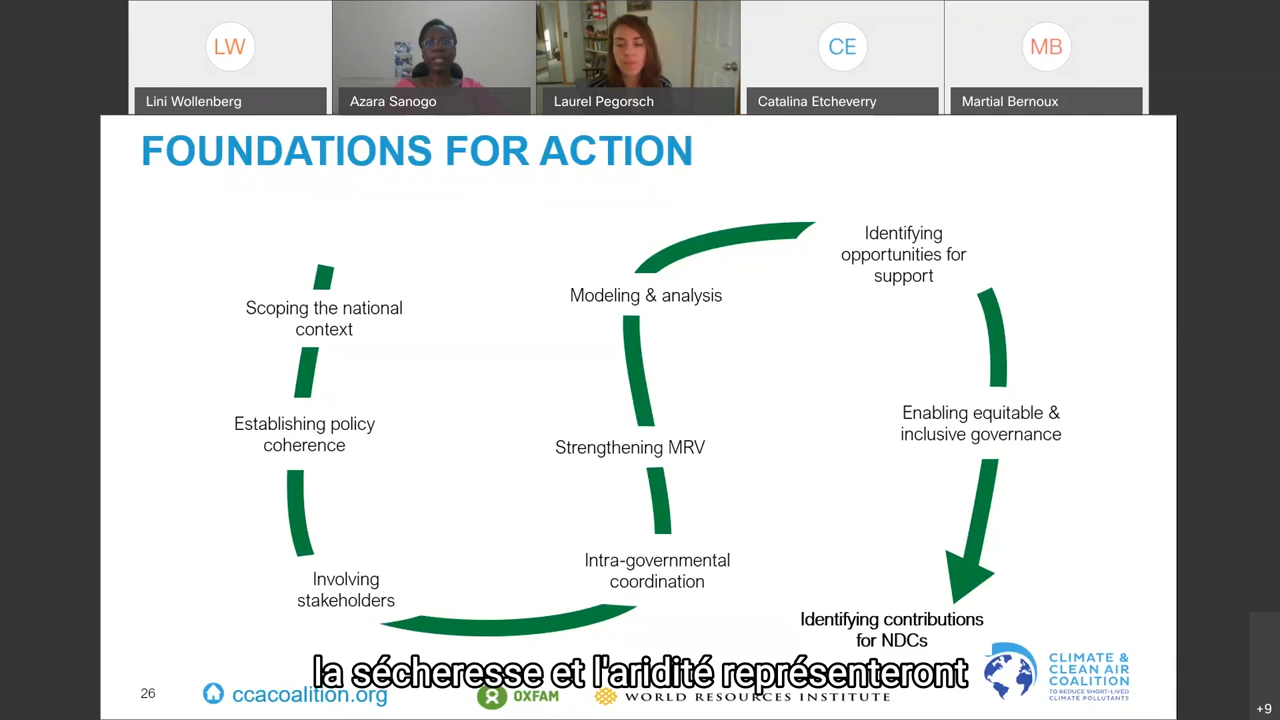 LW
CE
MB
Lini Wollenberg
Azara Sanogo
Laurel Pegorsch
Catalina Etcheverry
Martial Bernoux
FOUNDATIONS FOR ACTION
Scoping the national
context
Establishing policy
coherence
Involving
stakeholders
Intra-governmental
coordination
Strengthening MRV
Modeling & analysis
Identifying
opportunities for
support
Enabling equitable &
inclusive governance
Identifying contributions
for NDCs
la sécheresse et l'aridité représenteront
26
ccacoalition.org
OXFAM
WORLD RESOURCES INSTITUTE
CLIMATE &
CLEAN AIR
COALITION
TO REDUCE SHORT-LIVED
CLIMATE POLLUTANTS
+9